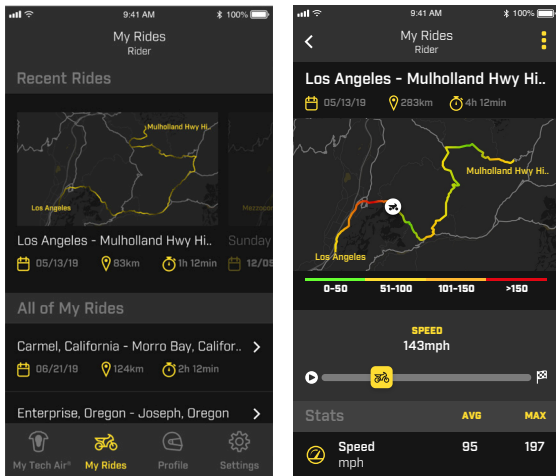 9:41 AM
100%
My Rides
Rider
Recent Rides
Mulholland Hwy Hi..
Los Angeles
Los Angeles - Mulholland Hwy Hi..
Sunday
05/13/19
83km
1h 12min
All of My Rides
Carmel, California - Morro Bay, Califor..
06/21/19
124km
2h 12min
Enterprise, Oregon - Joseph, Oregon
My Tech Air®
My Rides
Profile
Settings
9:41 AM
100%
My Rides
Rider
Los Angeles - Mulholland Hwy Hi..
05/13/19
283km
4h 12min
Mulholland Hwy Hi..
Los Angeles
0-50
51-100
101-150
>150
SPEED
143mph
Stats
AVG
MAX
Speed
95
197
mph